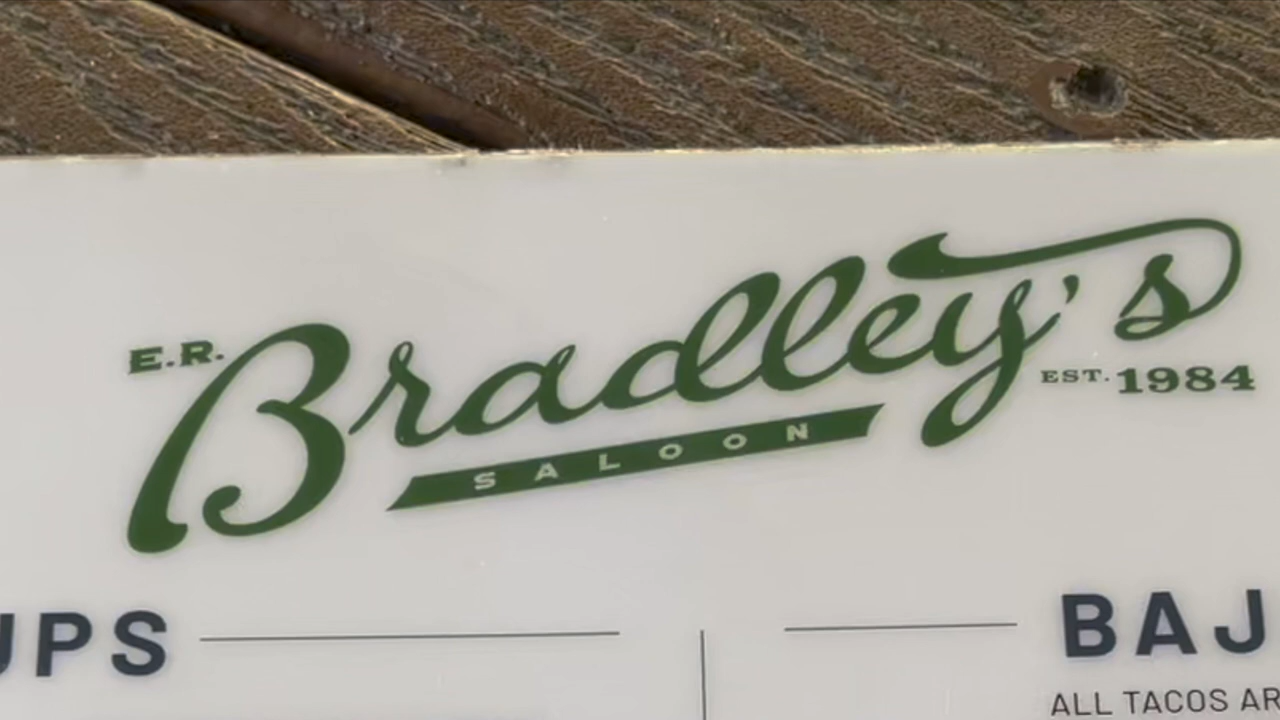 E.R.
Bradley's
SALOON
EST. 1984
UPS
BAJ
ALL TACOS AR